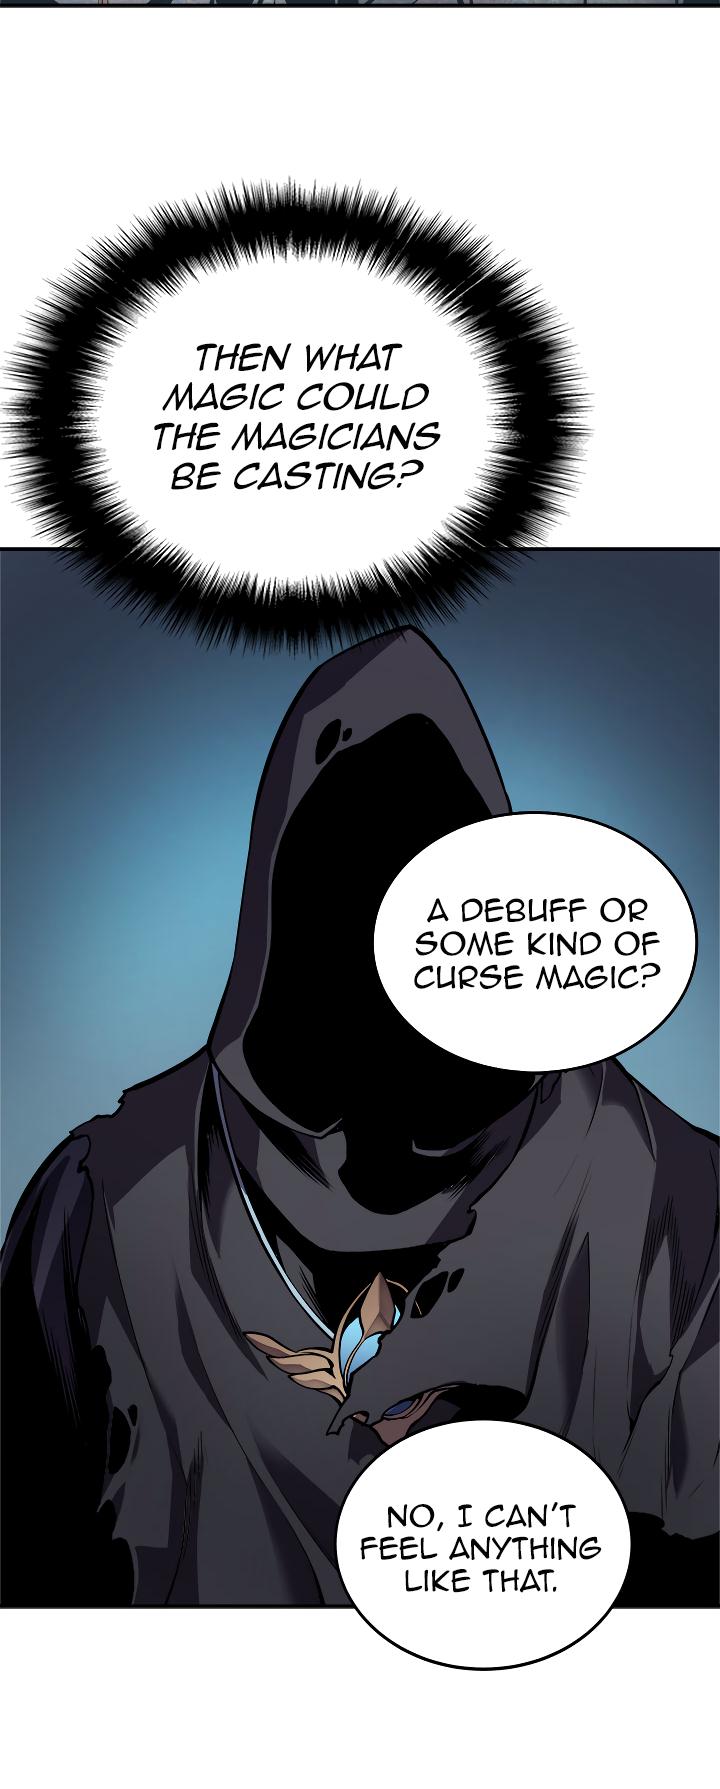 THEN WHAT
MAGIC COULD
THE MAGICIANS
BE CASTING?
A DEBUFF OR
SOME KIND OF
CURSE MAGIC?
NO, I CAN'T
FEEL ANYTHING
LIKE THAT.